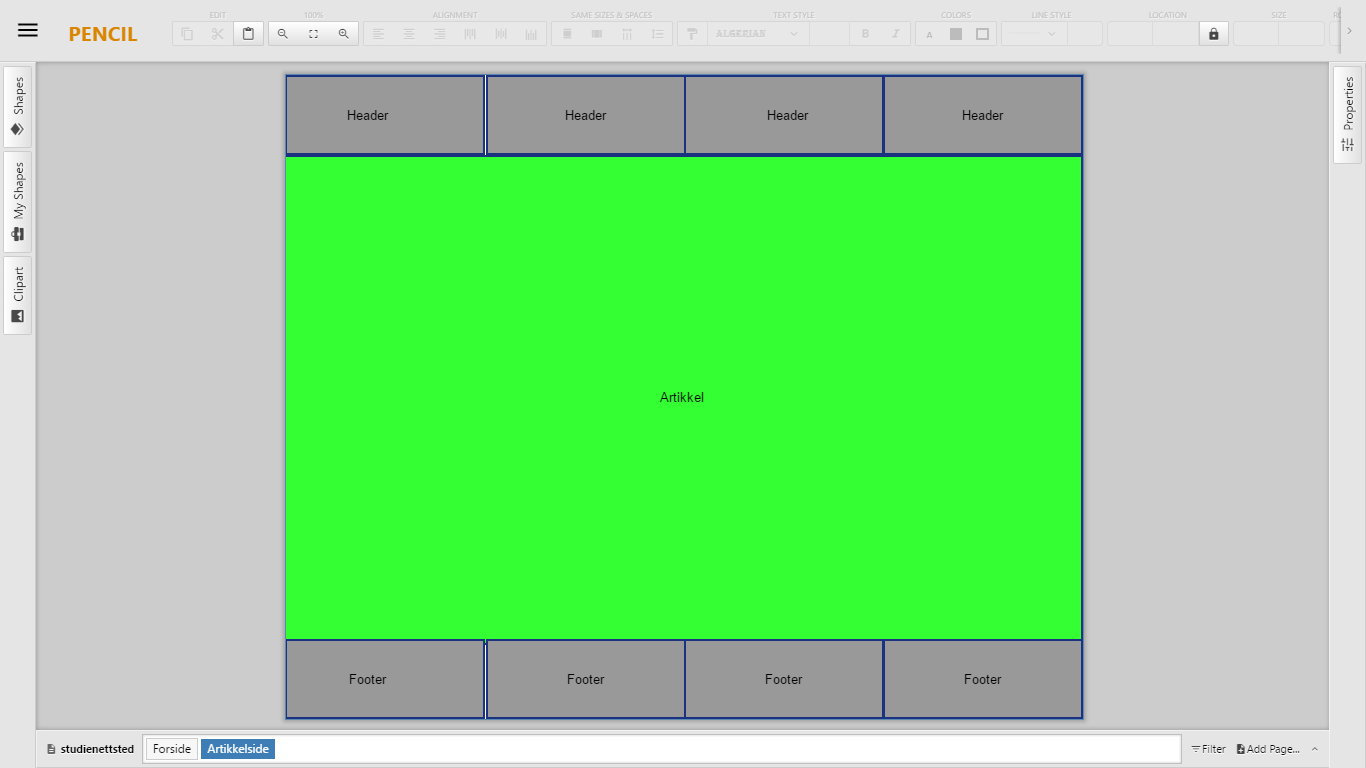 EDIT
100%
ALIGNMENT
SAME SIZES & SPACES
TEXT STYLE
COLORS
LINE STYLE
LOCATION
SIZE
PENCIL
ALGERIAN
B
I
A
Shapes
My Shapes
Clipart
Properties
Header
Header
Header
Header
Artikkel
Footer
Footer
Footer
Footer
studienettsted
Forside
Artikkelside
Filter
Add Page...